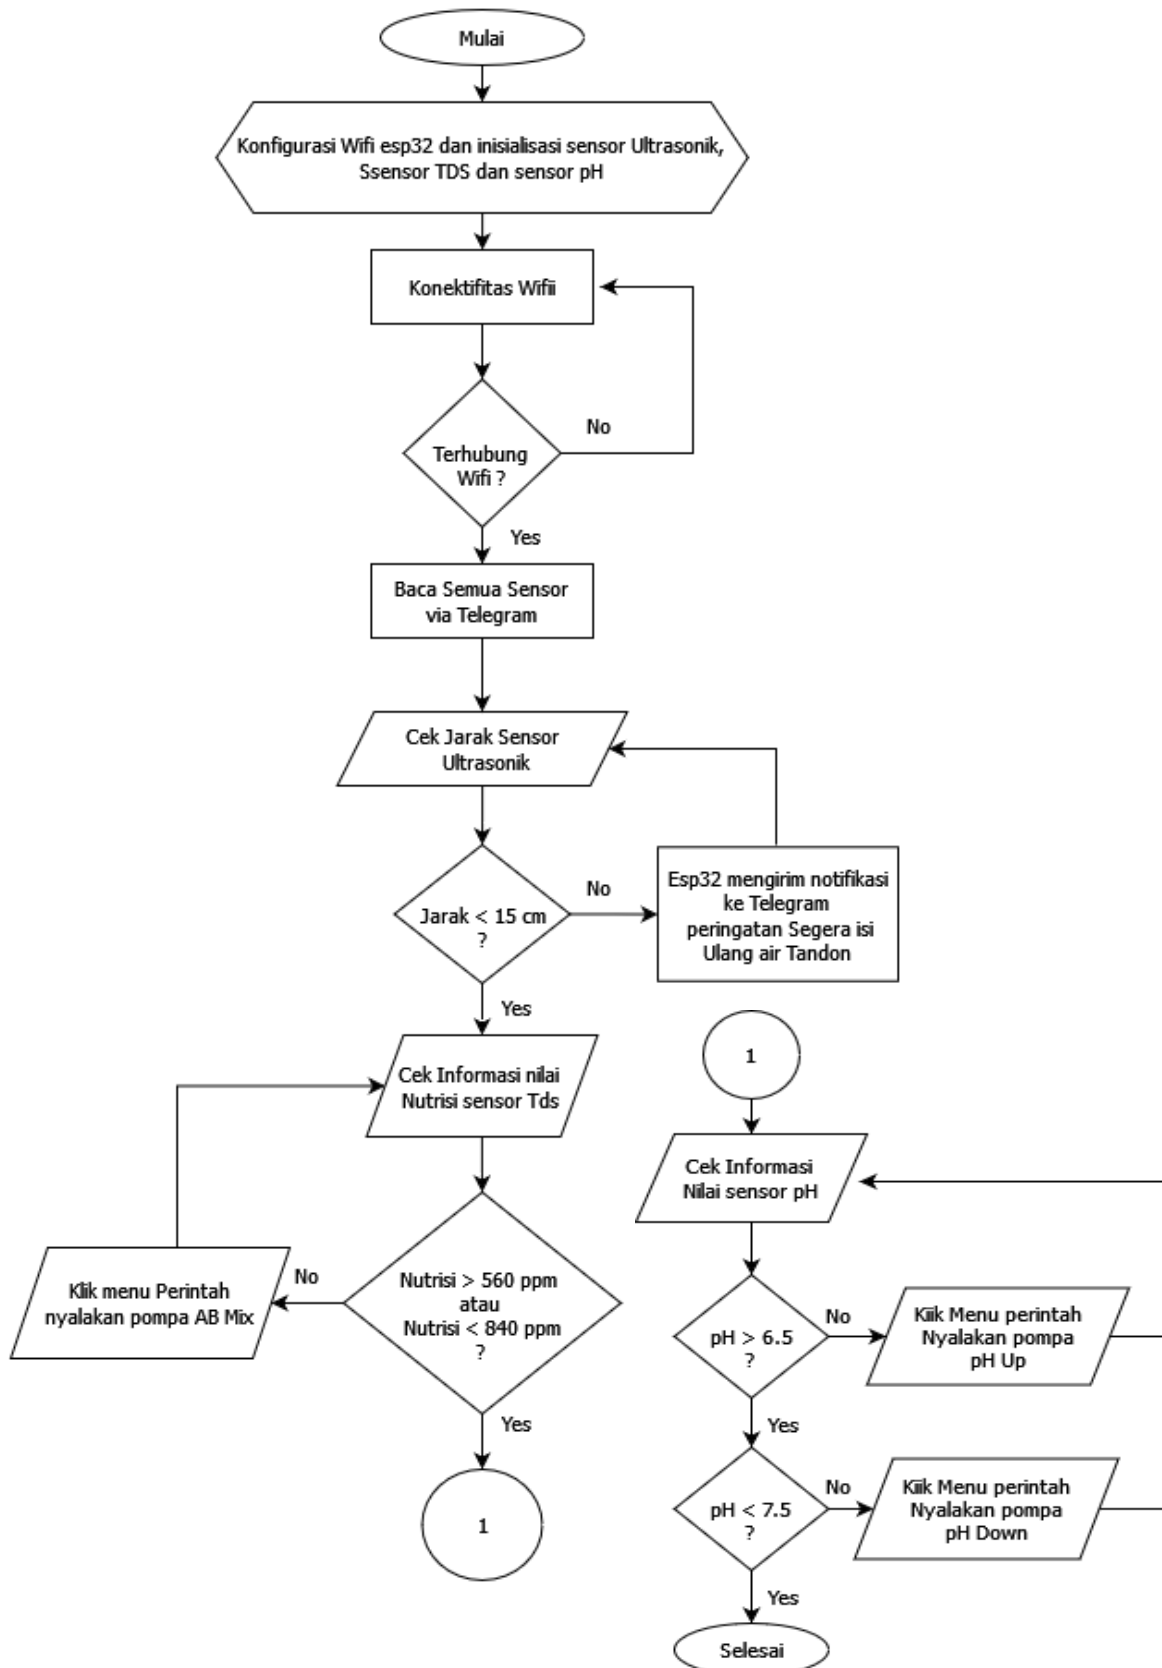 Mulai
Konfigurasi Wifi esp32 dan inisialisasi sensor Ultrasonik,
Ssensor TDS dan sensor pH
Konektifitas Wifii
Terhubung
Wifi ?
No
Yes
Baca Semua Sensor
via Telegram
Cek Jarak Sensor
Ultrasonik
Jarak < 15 cm
?
No
Esp32 mengirim notifikasi
ke Telegram
peringatan Segera isi
Ulang air Tandon
Yes
Cek Informasi nilai
Nutrisi sensor Tds
Nutrisi > 560 ppm
atau
Nutrisi < 840 ppm
?
No
Klik menu Perintah
nyalakan pompa AB Mix
Yes
1
1
Cek Informasi
Nilai sensor pH
pH > 6.5
?
No
Kiik Menu perintah
Nyalakan pompa
pH Up
Yes
pH < 7.5
?
No
Kiik Menu perintah
Nyalakan pompa
pH Down
Yes
Selesai